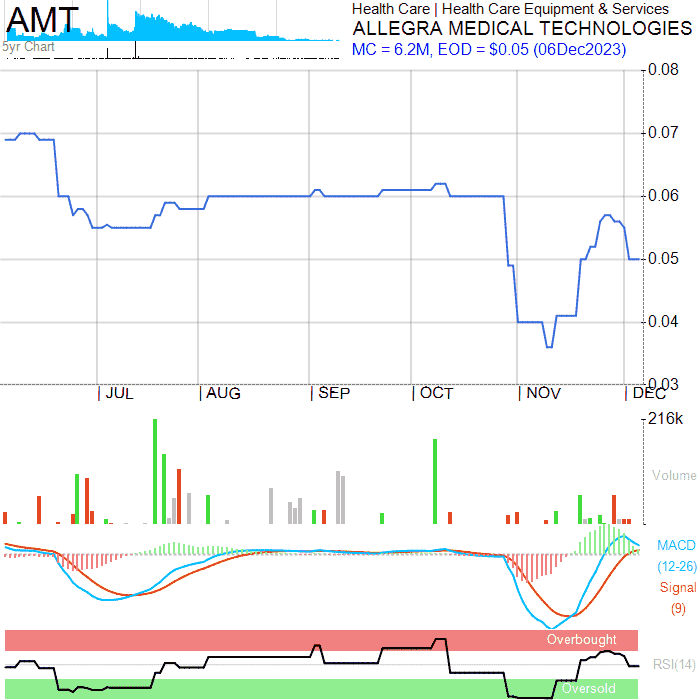 AMT
5yr Chart
Health Care | Health Care Equipment & Services
ALLEGRA MEDICAL TECHNOLOGIES
MC = 6.2M, EOD = $0.05 (06Dec2023)
0.08
0.07
0.06
0.05
0.04
0.03
JUL AUG SEP OCT NOV DEC
216k
Volume
MACD
(12-26)
Signal
(9)
Overbought
RSI(14)
Oversold